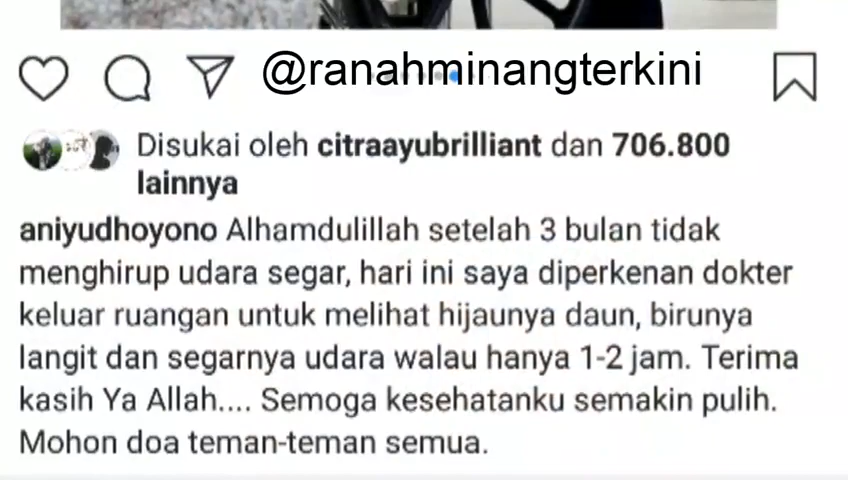 @ranahminangterkini
Disukai oleh citraayubrilliant dan 706.800
lainnya
aniyudhoyono Alhamdulillah setelah 3 bulan tidak
menghirup udara segar, hari ini saya diperkenan dokter
keluar ruangan untuk melihat hijaunya daun, birunya
langit dan segarnya udara walau hanya 1-2 jam. Terima
kasih Ya Allah.... Semoga kesehatanku semakin pulih.
Mohon doa teman-teman semua.